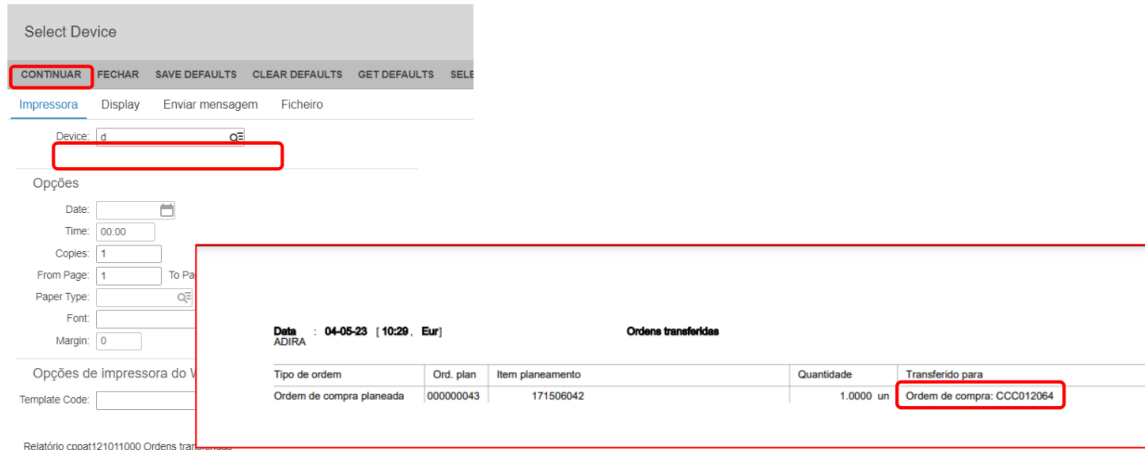 Select Device
CONTINUAR FECHAR SAVE DEFAULTS CLEAR DEFAULTS GET DEFAULTS
Impressora Display Enviar mensagem Ficheiro
Device: d
Opções
Date:
Time: 00:00
Copies: 1
From Page: 1 To Pa
Paper Type:
Font:
Margin: 0
Opções de impressora do
Template Code:
Relatório cppat121011000 Ordens
Data : 04-05-23 [ 10:29, Eur] Ordens transferidas
ADIRA
Tipo de ordem Ord. plan Item planeamento Quantidade Transferido para
Ordem de compra planeada 000000043 171506042 1.0000 un Ordem de compra: CCC012064